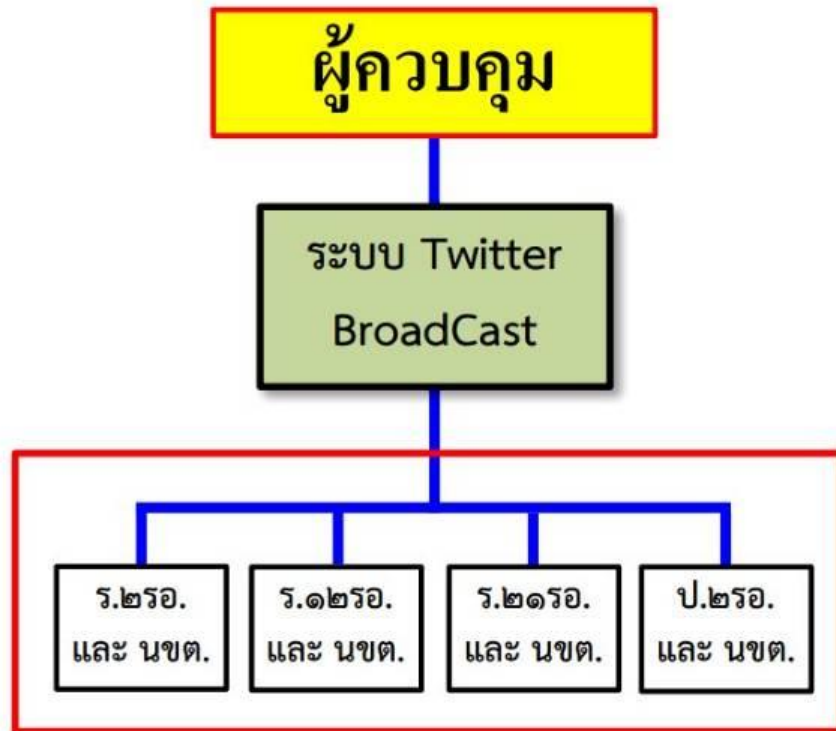 ผู้ควบคุม
ระบบ Twitter
BroadCast
ร.๒รอ.
และ นขต.
ร.๑๒รอ.
และ นขต.
ร.๒๑รอ.
และ นขต.
ป.๒รอ.
และ นขต.